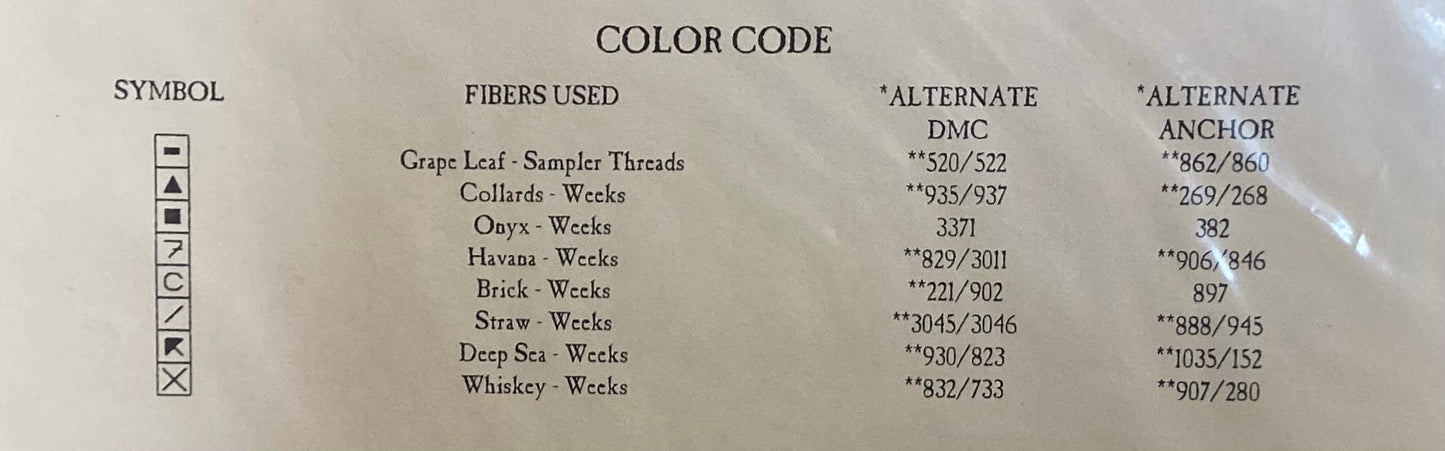 COLOR CODE
SYMBOL FIBERS USED *ALTERNATE *ALTERNATE
DMC ANCHOR
Grape Leaf - Sampler Threads **520/522 **862/860
Collards - Weeks **935/937 **269/268
Onyx - Weeks 3371 382
Havana - Weeks **829/3011 **906/846
C Brick - Weeks **221/902 897
/ Straw - Weeks **3045/3046 **888/945
Deep Sea - Weeks **930/823 **1035/152
X Whiskey - Weeks **832/733 **907/280